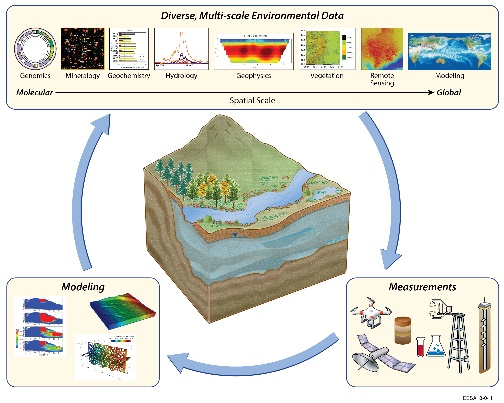 Diverse, Multi-scale Environmental Data
Genomics Mineralogy Geochemistry Hydrology Geophysics Vegetation Remote Sensing Modeling
Molecular Global
Spatial Scale
Modeling
Measurements